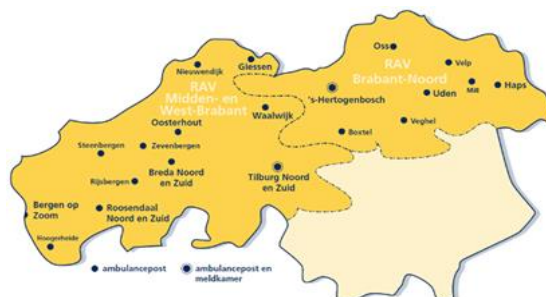 Oss
Velp
Giessen
Nieuwendijk
RAV
Brabant-Noord
Mill
Haps
RAV
Midden- en
West-Brabant
's-Hertogenbosch
Uden
Waalwijk
Veghel
Oosterhout
Boxtel
Steenbergen
Zevenbergen
Breda Noord
en Zuid
Tilburg Noord
en Zuid
Rijsbergen
Bergen op
Zoom
Roosendaal
Noord en Zuid
Hoogerheide
ambulancepost
ambulancepost en
meldkamer